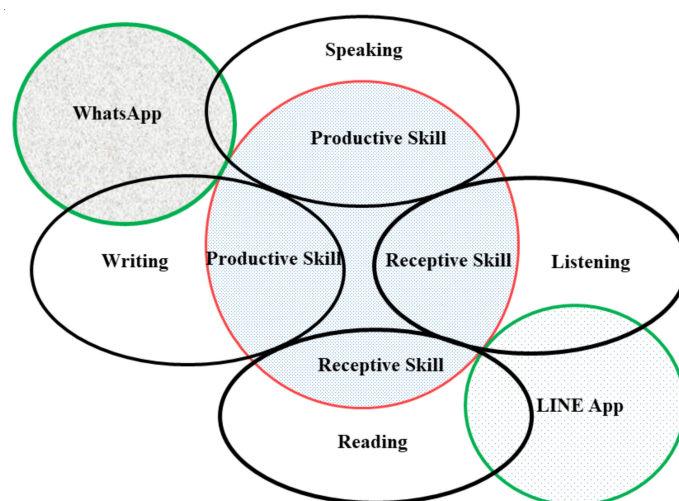 Speaking
WhatsApp
Productive Skill
Writing
Productive Skill
Receptive Skill
Listening
Receptive Skill
LINE App
Reading